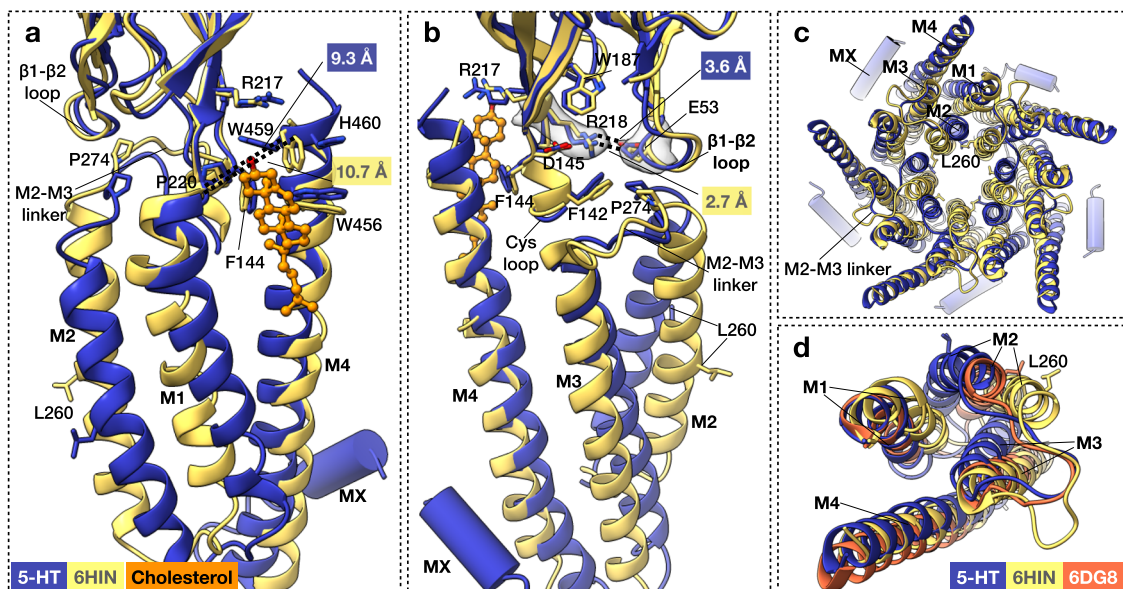 a
β1-β2
loop
R217
9.3 Å
W459
H460
P274
P220
10.7 Å
M2-M3
linker
W456
F144
M2
M1
M4
L260
MX
5-HT 6HIN Cholesterol
b
R217
W187
3.6 Å
R218
E53
D145
β1-β2
loop
F144
F142
P274
2.7 Å
Cys
loop
M2-M3
linker
L260
M4
M3
M2
MX
c
M4
MX
M3
M1
M2
L260
M2-M3 linker
d
M2
L260
M1
M3
M4
5-HT 6HIN 6DG8